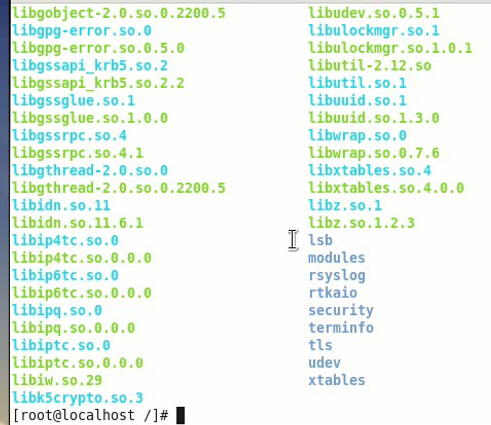 libgobject-2.0.so.0.2200.5 libudev.so.0.5.1
libgpg-error.so.0 libulockmgr.so.1
libgpg-error.so.0.5.0 libulockmgr.so.1.0.1
libgssapi_krb5.so.2 libutil-2.12.so
libgssapi_krb5.so.2.2 libutil.so.1
libgssglue.so.1 libuuid.so.1
libgssglue.so.1.0.0 libuuid.so.1.3.0
libgssrpc.so.4 libwrap.so.0
libgssrpc.so.4.1 libwrap.so.0.7.6
libgthread-2.0.so.0 libxtables.so.4
libgthread-2.0.so.0.2200.5 libxtables.so.4.0.0
libidn.so.11 libz.so.1
libidn.so.11.6.1 libz.so.1.2.3
libip4tc.so.0 lsb
libip4tc.so.0.0.0 modules
libip6tc.so.0 rsyslog
libip6tc.so.0.0.0 rtkaio
libipq.so.0 security
libipq.so.0.0.0 terminfo
libiptc.so.0 tls
libiptc.so.0.0.0 udev
libiw.so.29 xtables
libk5crypto.so.3
[root@localhost /]#